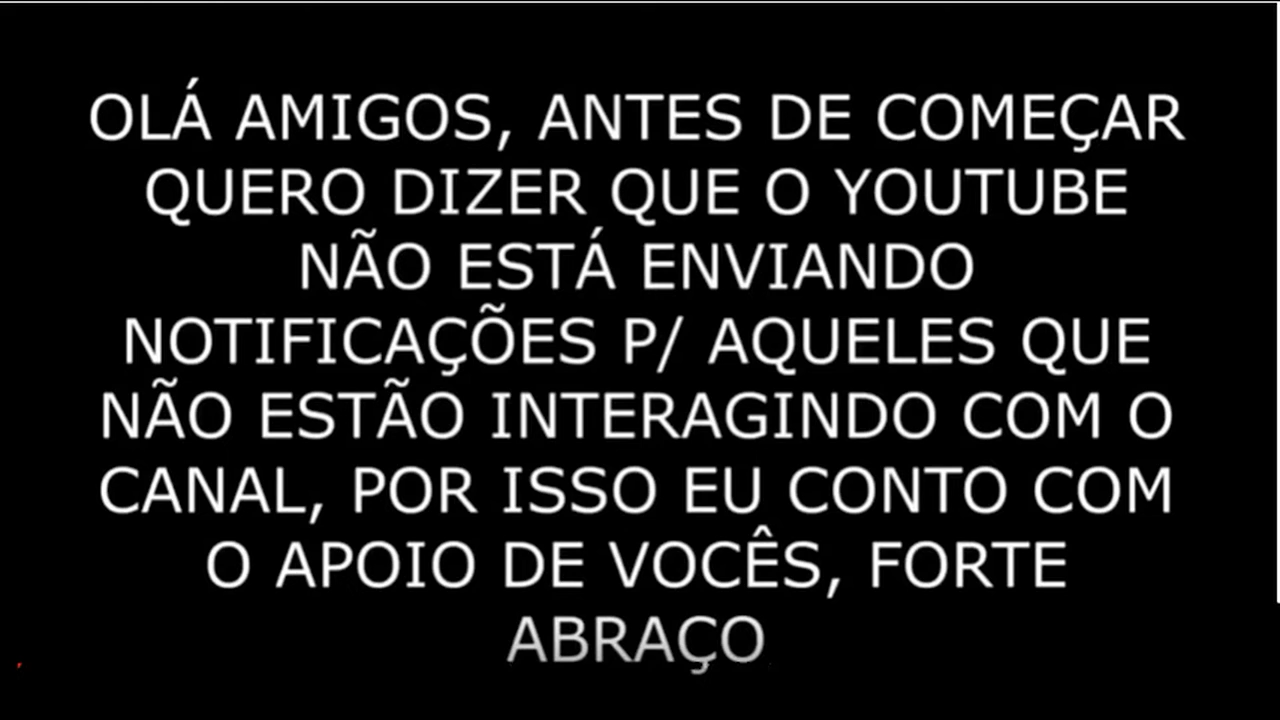 OLÁ AMIGOS, ANTES DE COMEÇAR
QUERO DIZER QUE O YOUTUBE
NÃO ESTÁ ENVIANDO
NOTIFICAÇÕES P/ AQUELES QUE
NÃO ESTÃO INTERAGINDO COM O
CANAL, POR ISSO EU CONTO COM
O APOIO DE VOCÊS, FORTE
ABRAÇO